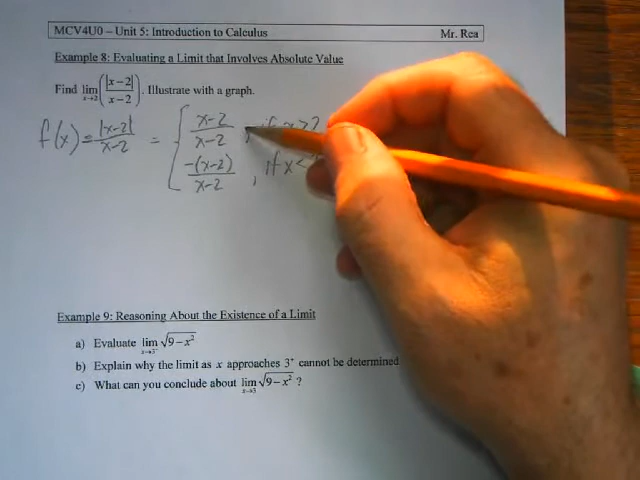 MCV4U0 – Unit 5: Introduction to Calculus Mr. Rea
Example 8: Evaluating a Limit that Involves Absolute Value
Find lim x→2 (|x−2| / x−2). Illustrate with a graph.
f(x) = |x-2| / x-2 = { x-2 / x-2 , if x>2
-(x-2) / x-2 , if x<
Example 9: Reasoning About the Existence of a Limit
a) Evaluate lim x→3⁻ √9−x²
b) Explain why the limit as x approaches 3⁺ cannot be determined
c) What can you conclude about lim x→3 √9−x² ?